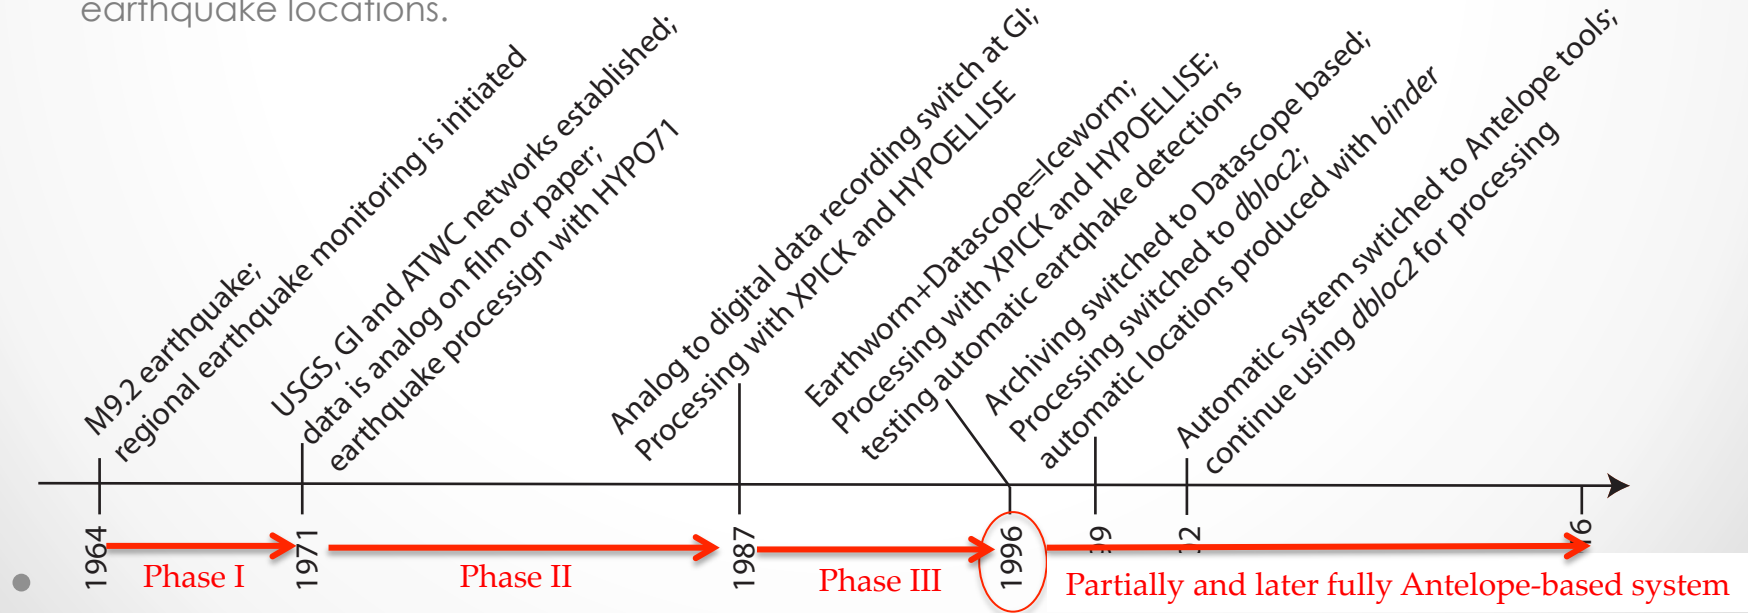 earthquake locations.
M9.2 earthquake;
regional earthquake monitoring is initiated
USGS, GI and ATWC networks established;
data is analog on film or paper;
earthquake processign with HYPO71
Analog to digital data recording switch at GI;
Processing with XPICK and HYPOELLISE
Earthworm+Datascope=Iceworm;
Processing with XPICK and HYPOELLISE;
testing automatic eartqhake detections
Archiving switched to Datascope based;
Processing switched to dbloc2;
automatic locations produced with binder
Automatic system swtiched to Antelope tools;
continue using dbloc2 for processing
1964
1971
1987
1996
99
02
16
Phase I
Phase II
Phase III
Partially and later fully Antelope-based system